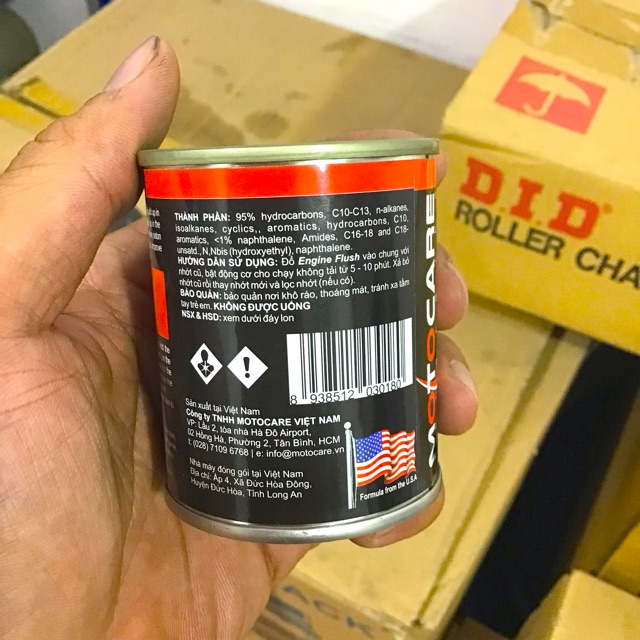 THÀNH PHẦN: 95% hydrocarbons, C10-C13, n-alkanes,
isoalkanes, cyclics,, aromatics, hydrocarbons, C10,
aromatics, <1% naphthalene, Amides, C16-18 and C18-
unsatd.,,N,Nbis(hydroxyethyl), naphthalene.
HƯỚNG DẪN SỬ DỤNG: Đổ Engine Flush vào chung với
nhớt cũ, bật động cơ cho chạy không tải từ 5 - 10 phút. Xả bỏ
nhớt cũ rồi thay nhớt mới và lọc nhớt (nếu có).
BẢO QUẢN: bảo quản nơi khô ráo, thoáng mát, tránh xa tầm
tay trẻ em. KHÔNG ĐƯỢC UỐNG
NSX & HSD: xem dưới đáy lon
8 938512 030180
Sản xuất tại Việt Nam
Công ty TNHH MOTOCARE VIỆT NAM
VP: Lầu 2, tòa nhà Hà Đô Airport,
02 Hồng Hà, Phường 2, Tân Bình, HCM
t: (028) 7109 6768 | e: info@motocare.vn
Nhà máy đóng gói tại Việt Nam
Địa chỉ: Ấp 4, Xã Đức Hòa Đông,
Huyện Đức Hòa, Tỉnh Long An
Formula from the U.S.A
MOTOCARE
D.I.D
ROLLER CHA